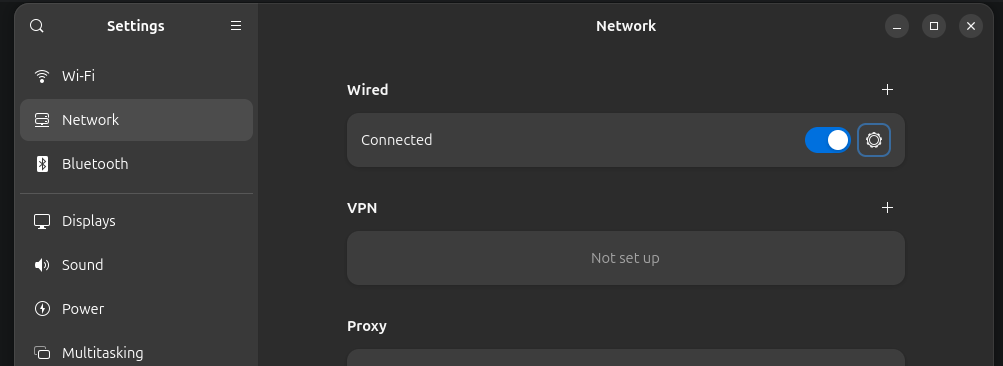 Settings
Network
Wi-Fi
Network
Bluetooth
Displays
Sound
Power
Multitasking
Wired
Connected
VPN
Not set up
Proxy